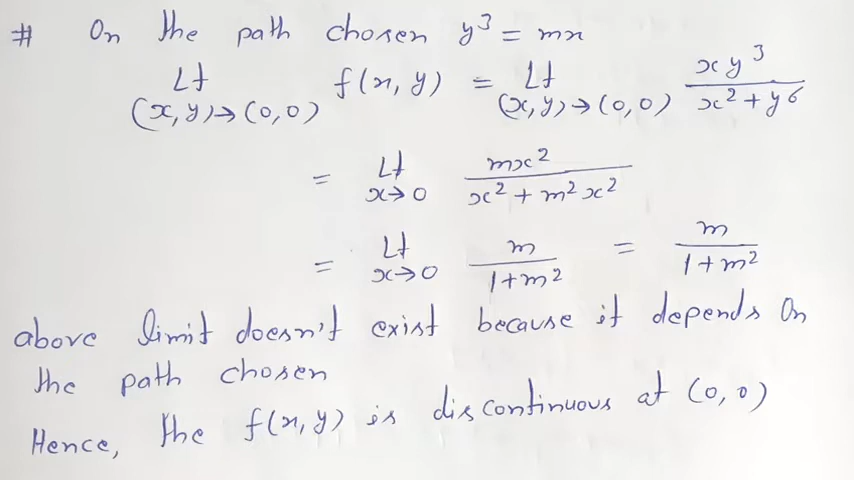 # On the path chosen y³ = mx
Lt (x,y)→(0,0) f(x,y) = Lt (x,y)→(0,0) xy³/(x²+y⁶)
= Lt x→0 mx²/(x²+m²x²)
= Lt x→0 m/(1+m²) = m/(1+m²)
above limit doesn't exist because it depends on
the path chosen
Hence, the f(x,y) is discontinuous at (0,0)